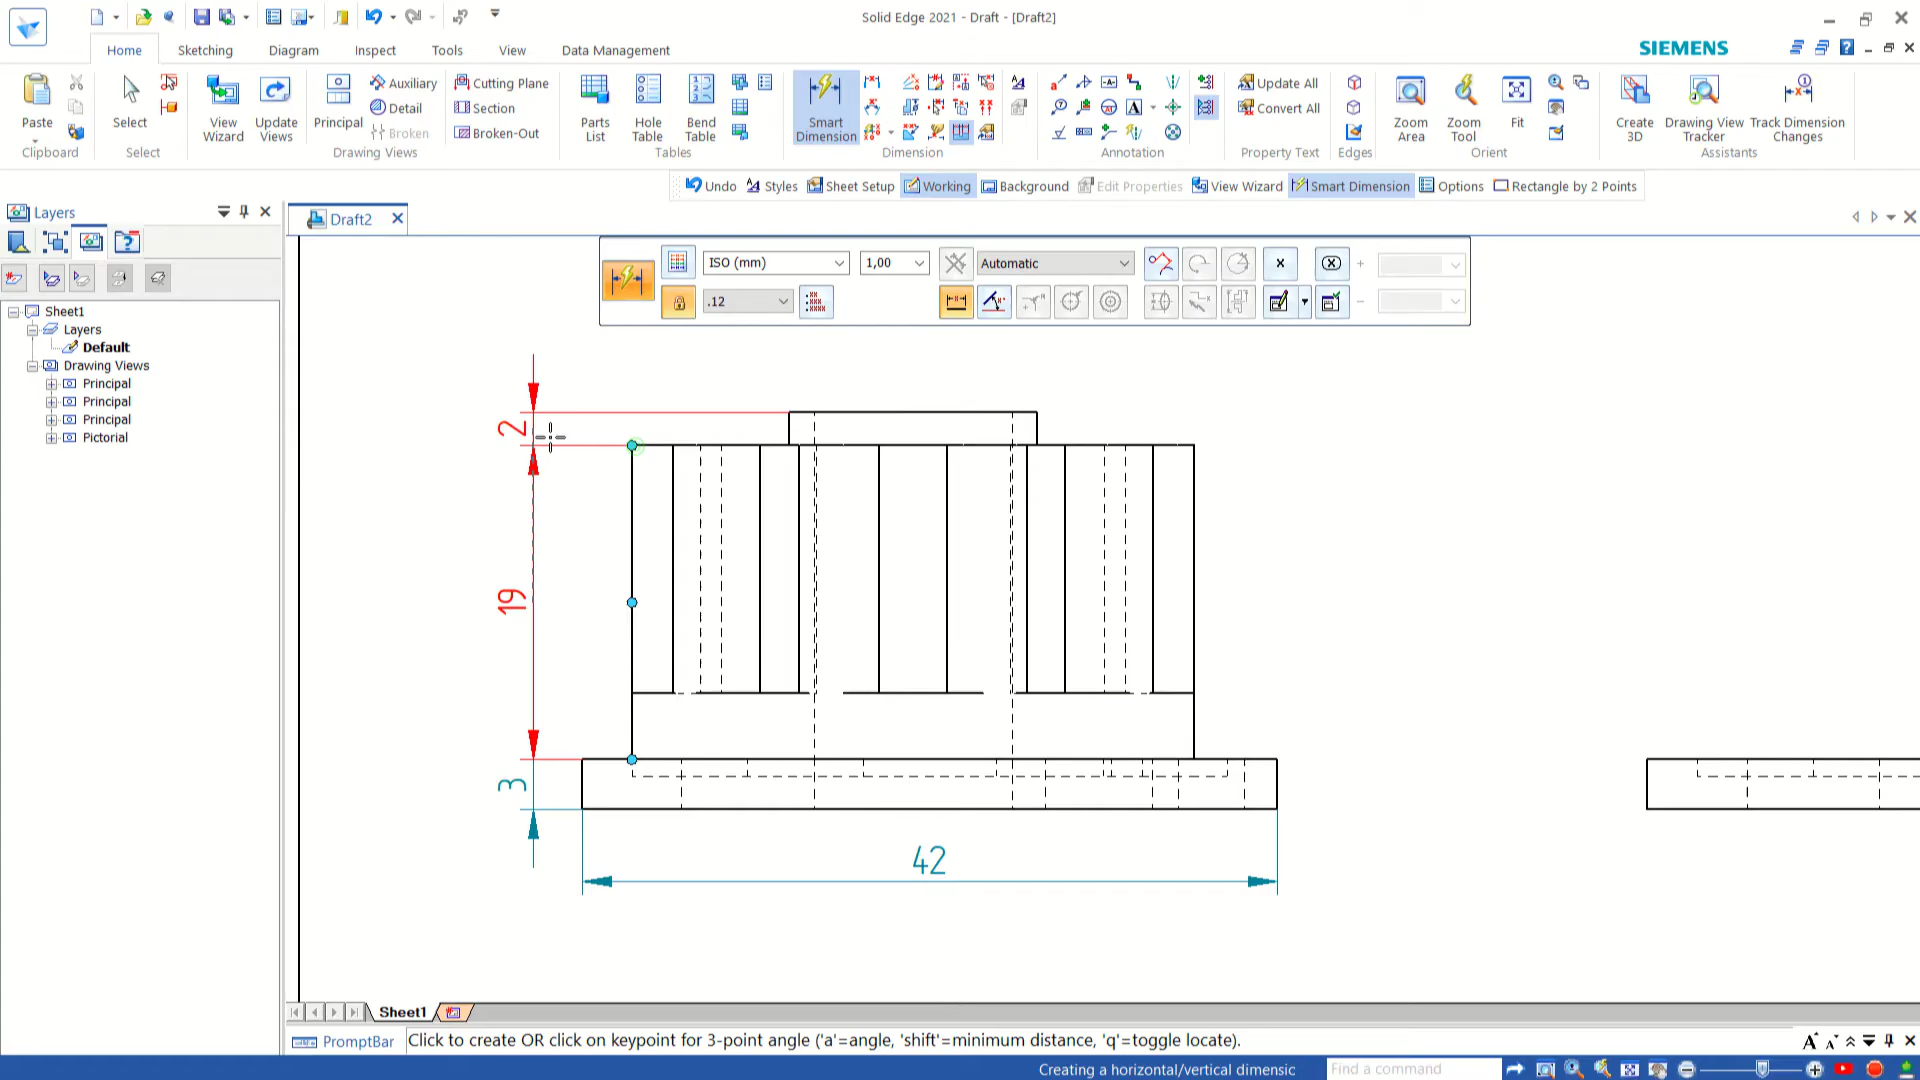 Solid Edge 2021 - Draft - [Draft2]
Home
Sketching
Diagram
Inspect
Tools
View
Data Management
SIEMENS
Paste
Clipboard
Select
Select
View Wizard
Update Views
Principal
Auxiliary
Detail
Broken
Cutting Plane
Section
Broken-Out
Drawing Views
Parts List
Hole Table
Bend Table
Tables
Smart Dimension
Dimension
Annotation
Update All
Convert All
Property Text
Edges
Zoom Area
Zoom Tool
Fit
Orient
Create 3D
Drawing View Tracker
Track Dimension Changes
Assistants
Undo
Styles
Sheet Setup
Working
Background
Edit Properties
View Wizard
Smart Dimension
Options
Rectangle by 2 Points
Layers
Draft2
ISO (mm)
1,00
Automatic
.12
Sheet1
Layers
Default
Drawing Views
Principal
Principal
Principal
Pictorial
2
19
3
42
Sheet1
PromptBar
Click to create OR click on keypoint for 3-point angle ('a'=angle, 'shift'=minimum distance, 'q'=toggle locate).
Creating a horizontal/vertical dimensic
Find a command